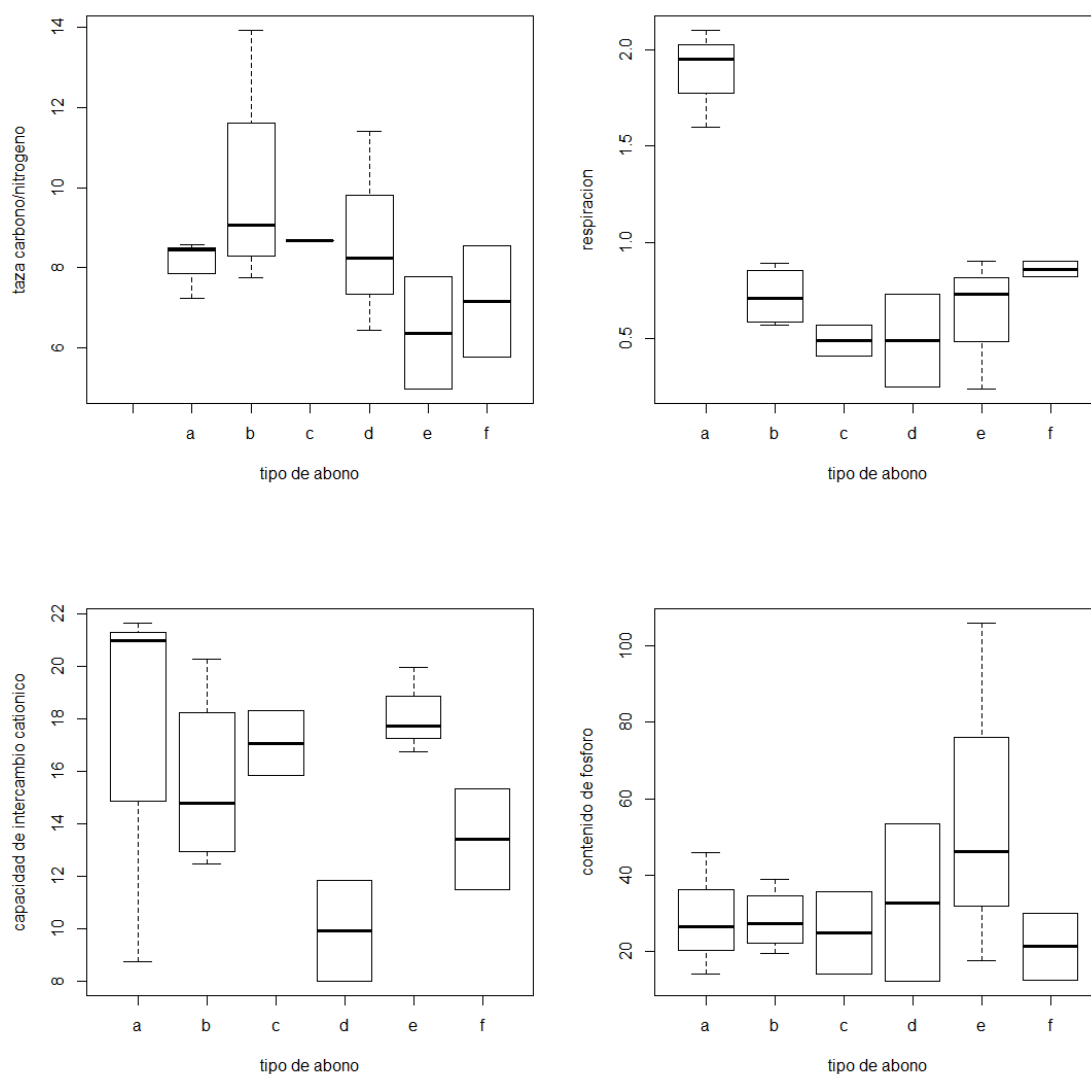 taza carbono/nitrogeno
14
12
10
8
6
a b c d e f
tipo de abono
respiracion
2.0
1.5
1.0
0.5
a b c d e f
tipo de abono
capacidad de intercambio cationico
22
20
18
16
14
12
10
8
a b c d e f
tipo de abono
contenido de fosforo
100
80
60
40
20
a b c d e f
tipo de abono